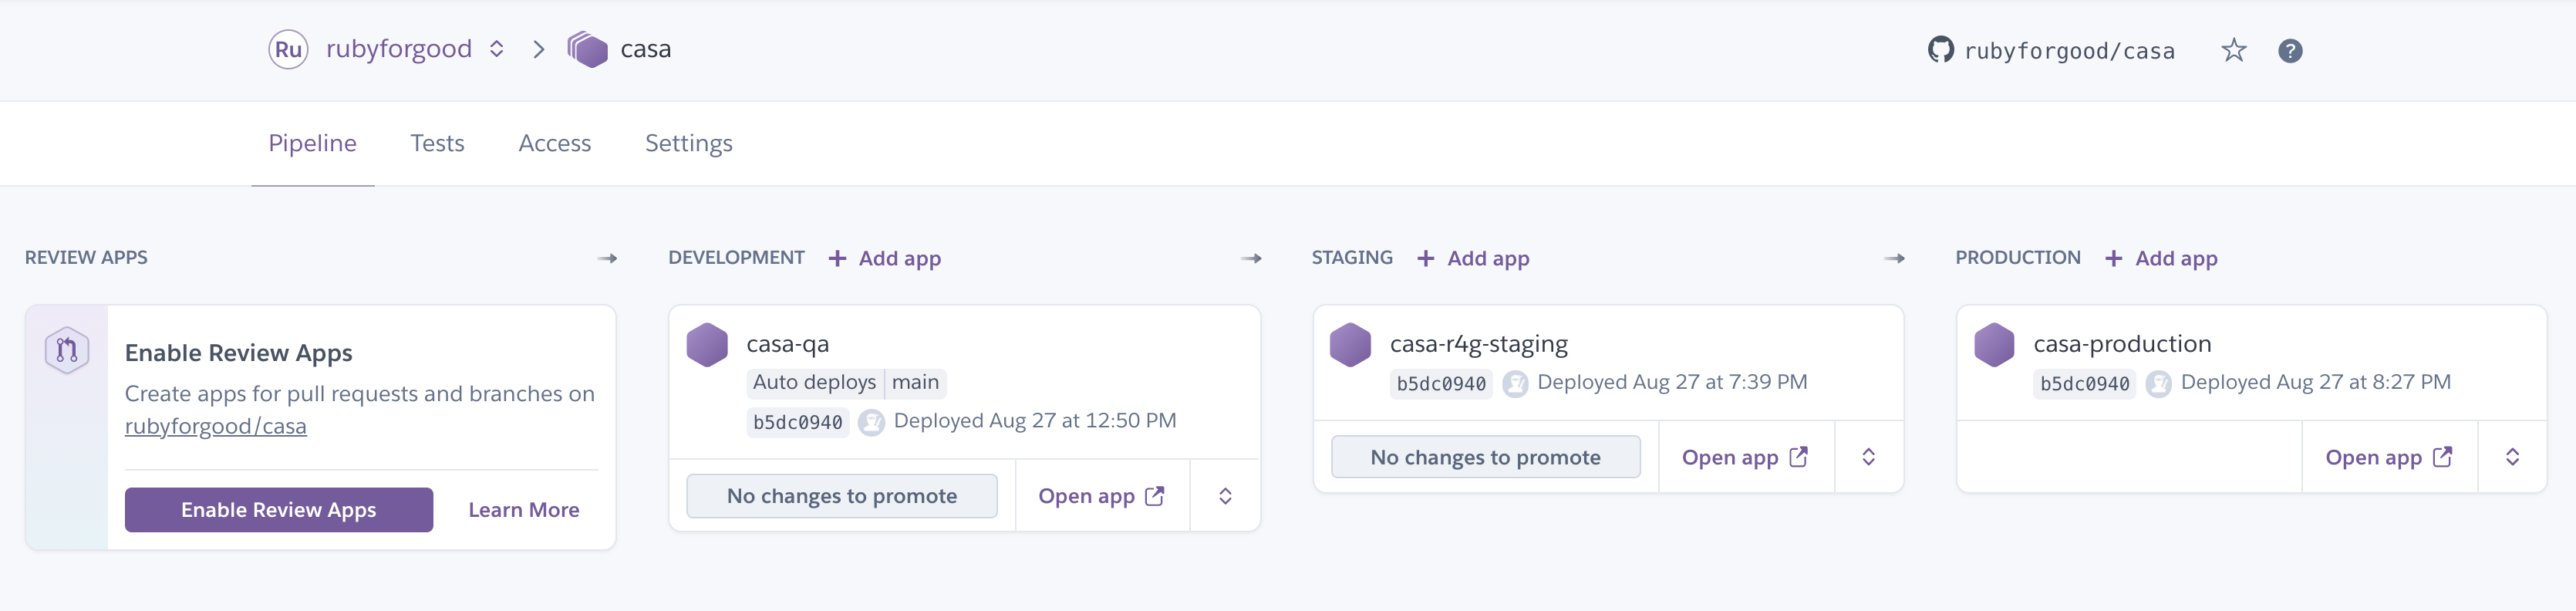 Ru rubyforgood > casa
rubyforgood/casa ?
Pipeline Tests Access Settings
REVIEW APPS
Enable Review Apps
Create apps for pull requests and branches on
rubyforgood/casa
Enable Review Apps Learn More
DEVELOPMENT + Add app
casa-qa
Auto deploys main
b5dc0940 Deployed Aug 27 at 12:50 PM
No changes to promote Open app
STAGING + Add app
casa-r4g-staging
b5dc0940 Deployed Aug 27 at 7:39 PM
No changes to promote Open app
PRODUCTION + Add app
casa-production
b5dc0940 Deployed Aug 27 at 8:27 PM
Open app